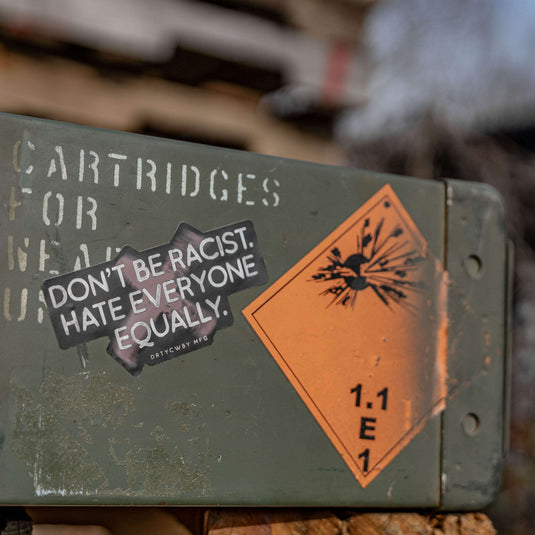 CARTRIDGES
FOR
DON'T BE RACIST.
HATE EVERYONE
EQUALLY.
DRTYCWBY MFG
1.1
E
1